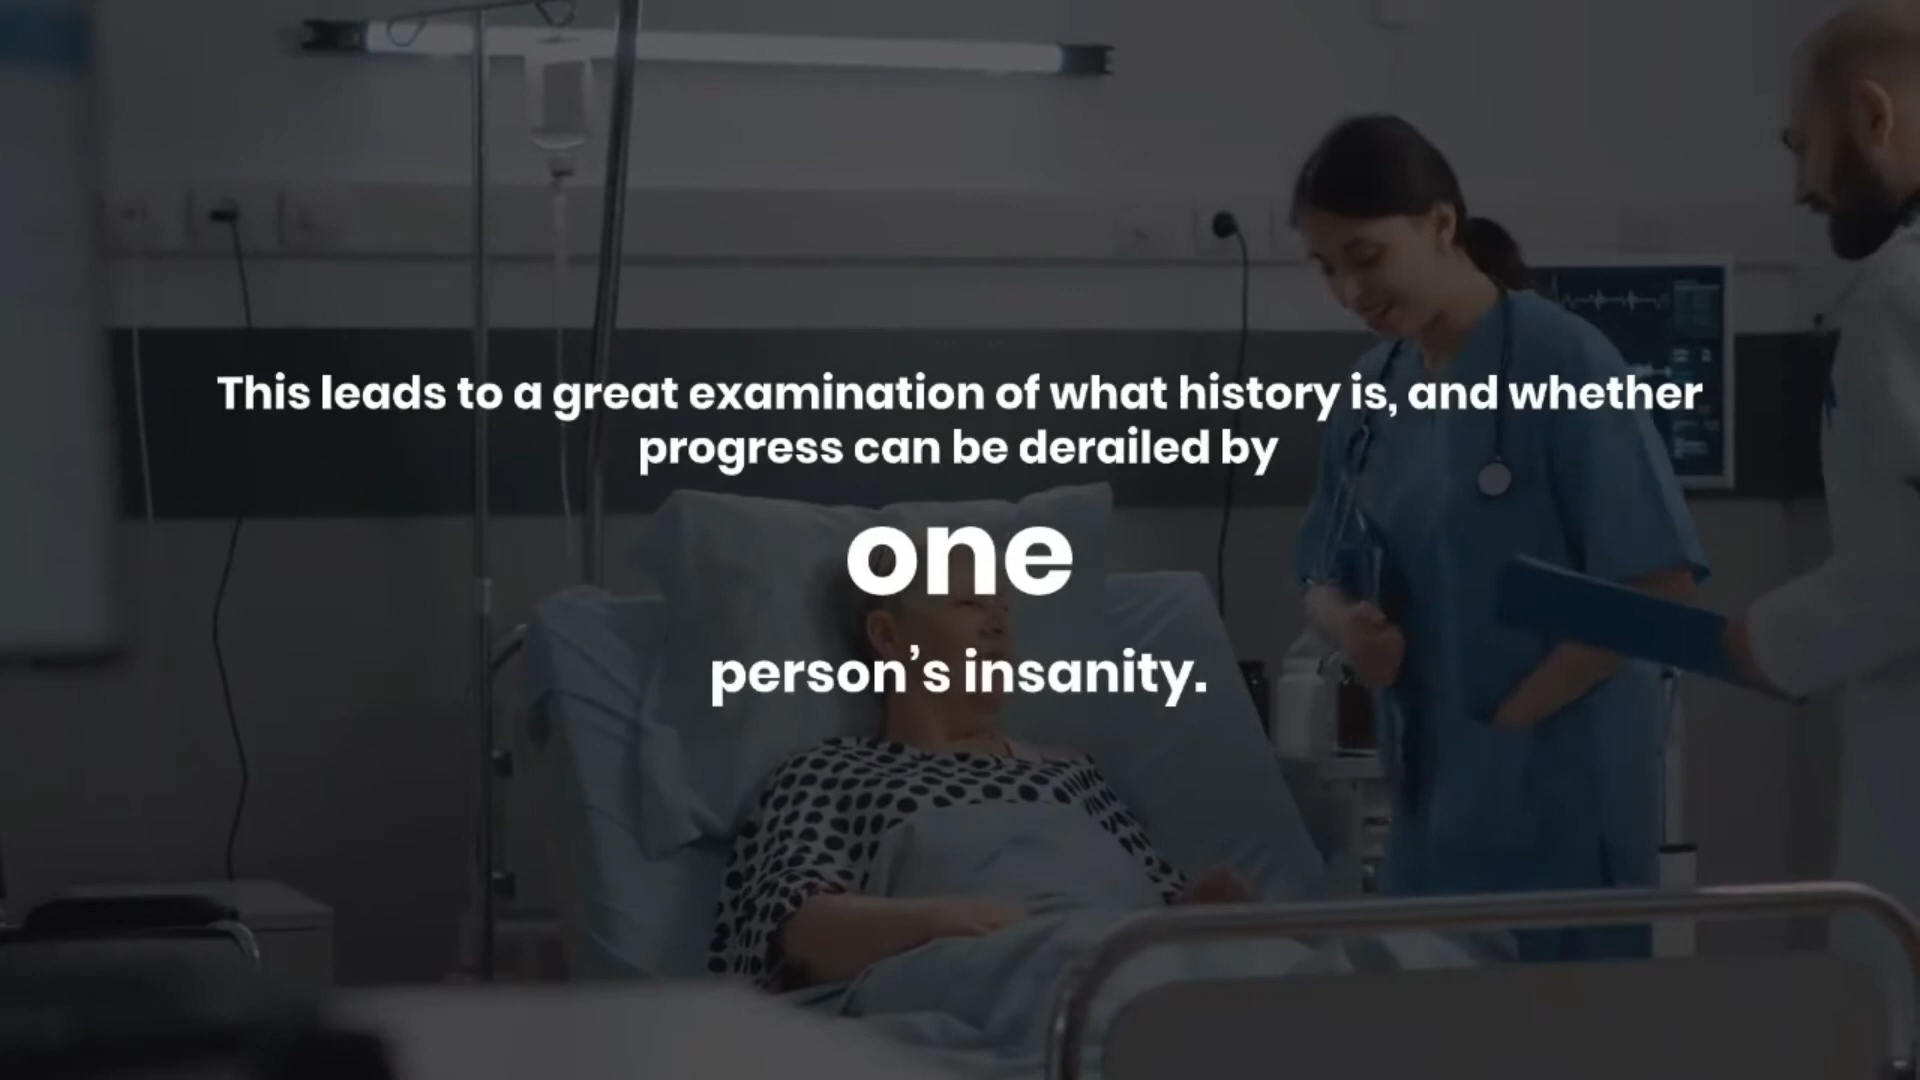 This leads to a great examination of what history is, and whether
progress can be derailed by
one
person’s insanity.